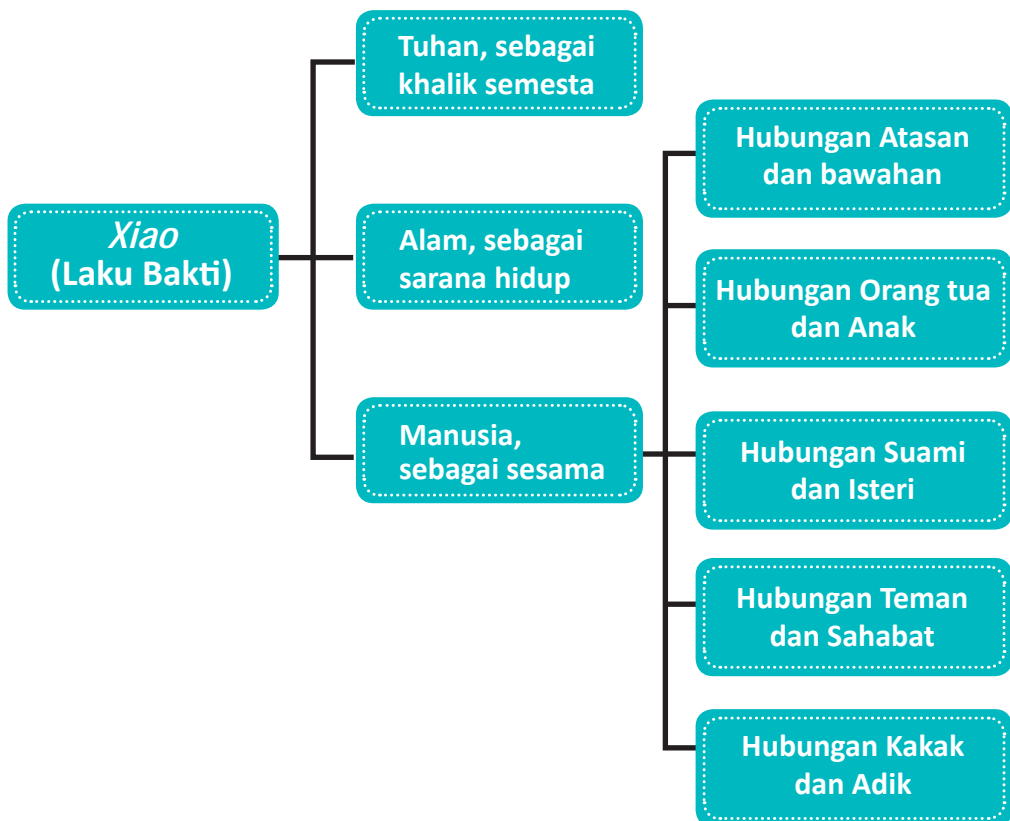 Xiao
(Laku Bakti)
Tuhan, sebagai
khalik semesta
Alam, sebagai
sarana hidup
Manusia,
sebagai sesama
Hubungan Atasan
dan bawahan
Hubungan Orang tua
dan Anak
Hubungan Suami
dan Isteri
Hubungan Teman
dan Sahabat
Hubungan Kakak
dan Adik